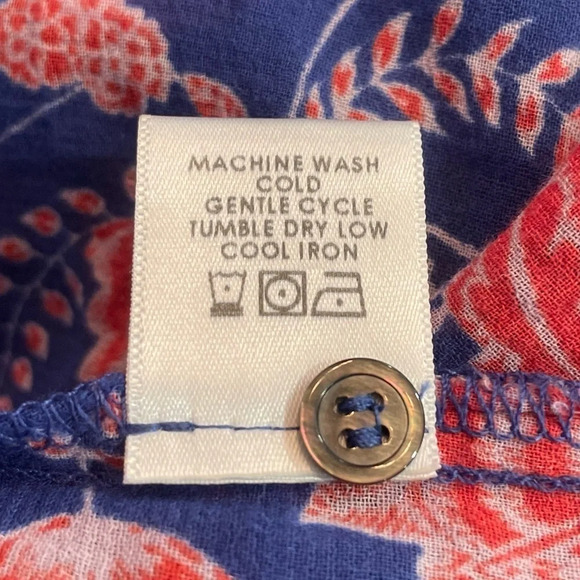 MACHINE WASH
COLD
GENTLE CYCLE
TUMBLE DRY LOW
COOL IRON